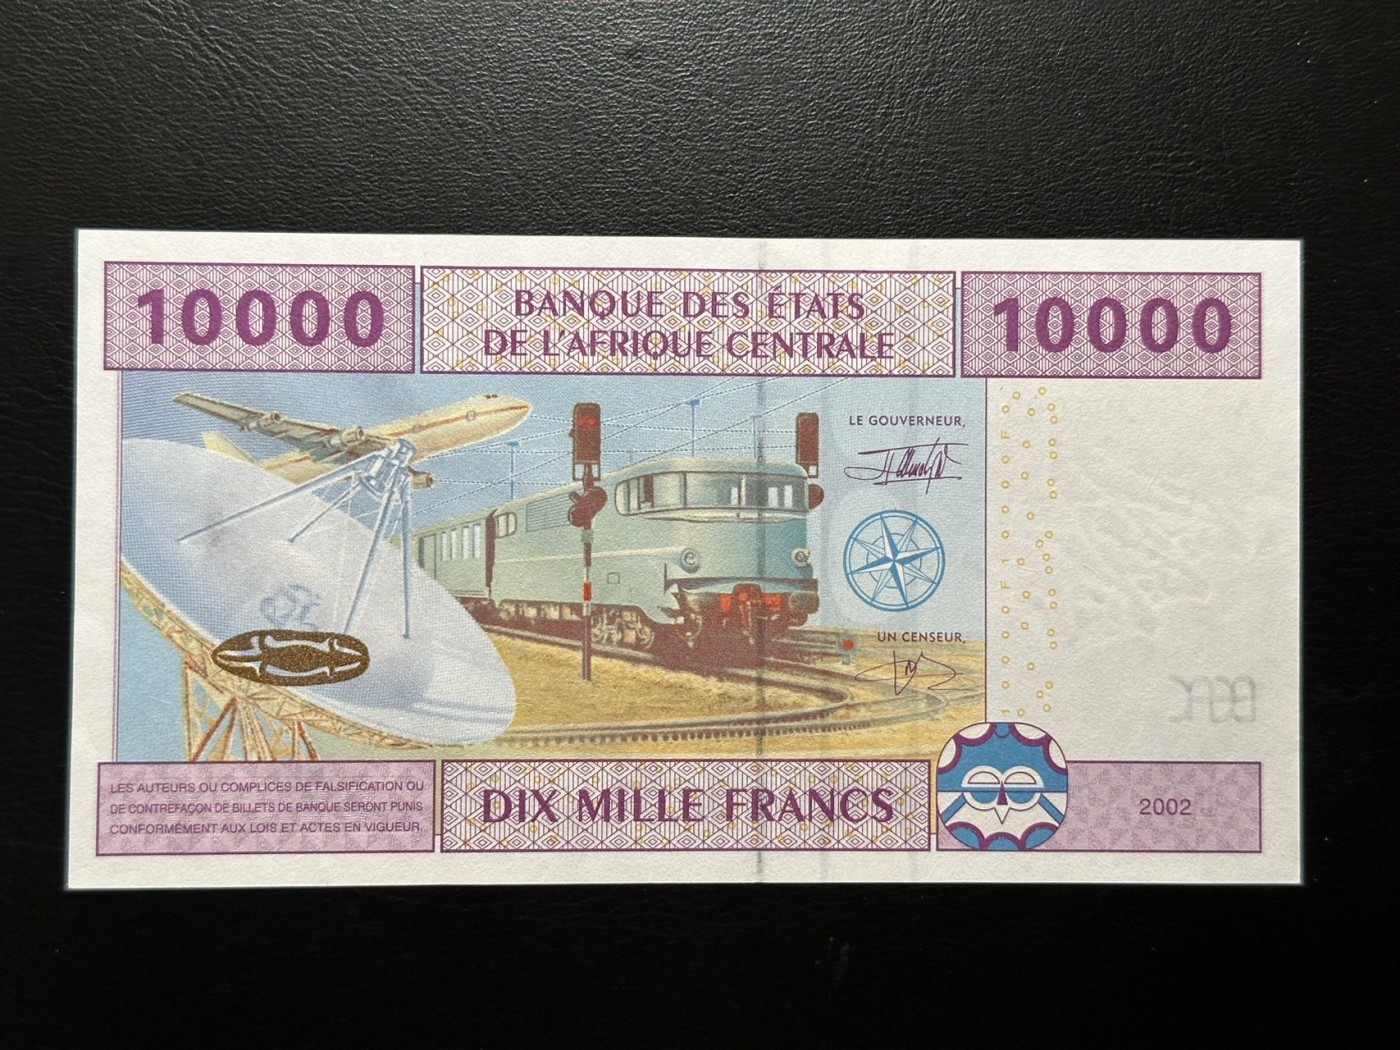 10000
BANQUE DES ÉTATS
DE L'AFRIQUE CENTRALE
10000
LE GOUVERNEUR,
UN CENSEUR,
LES AUTEURS OU COMPLICES DE FALSIFICATION OU
DE CONTREFAÇON DE BILLETS DE BANQUE SERONT PUNIS
CONFORMÉMENT AUX LOIS ET ACTES EN VIGUEUR.
DIX MILLE FRANCS
2002